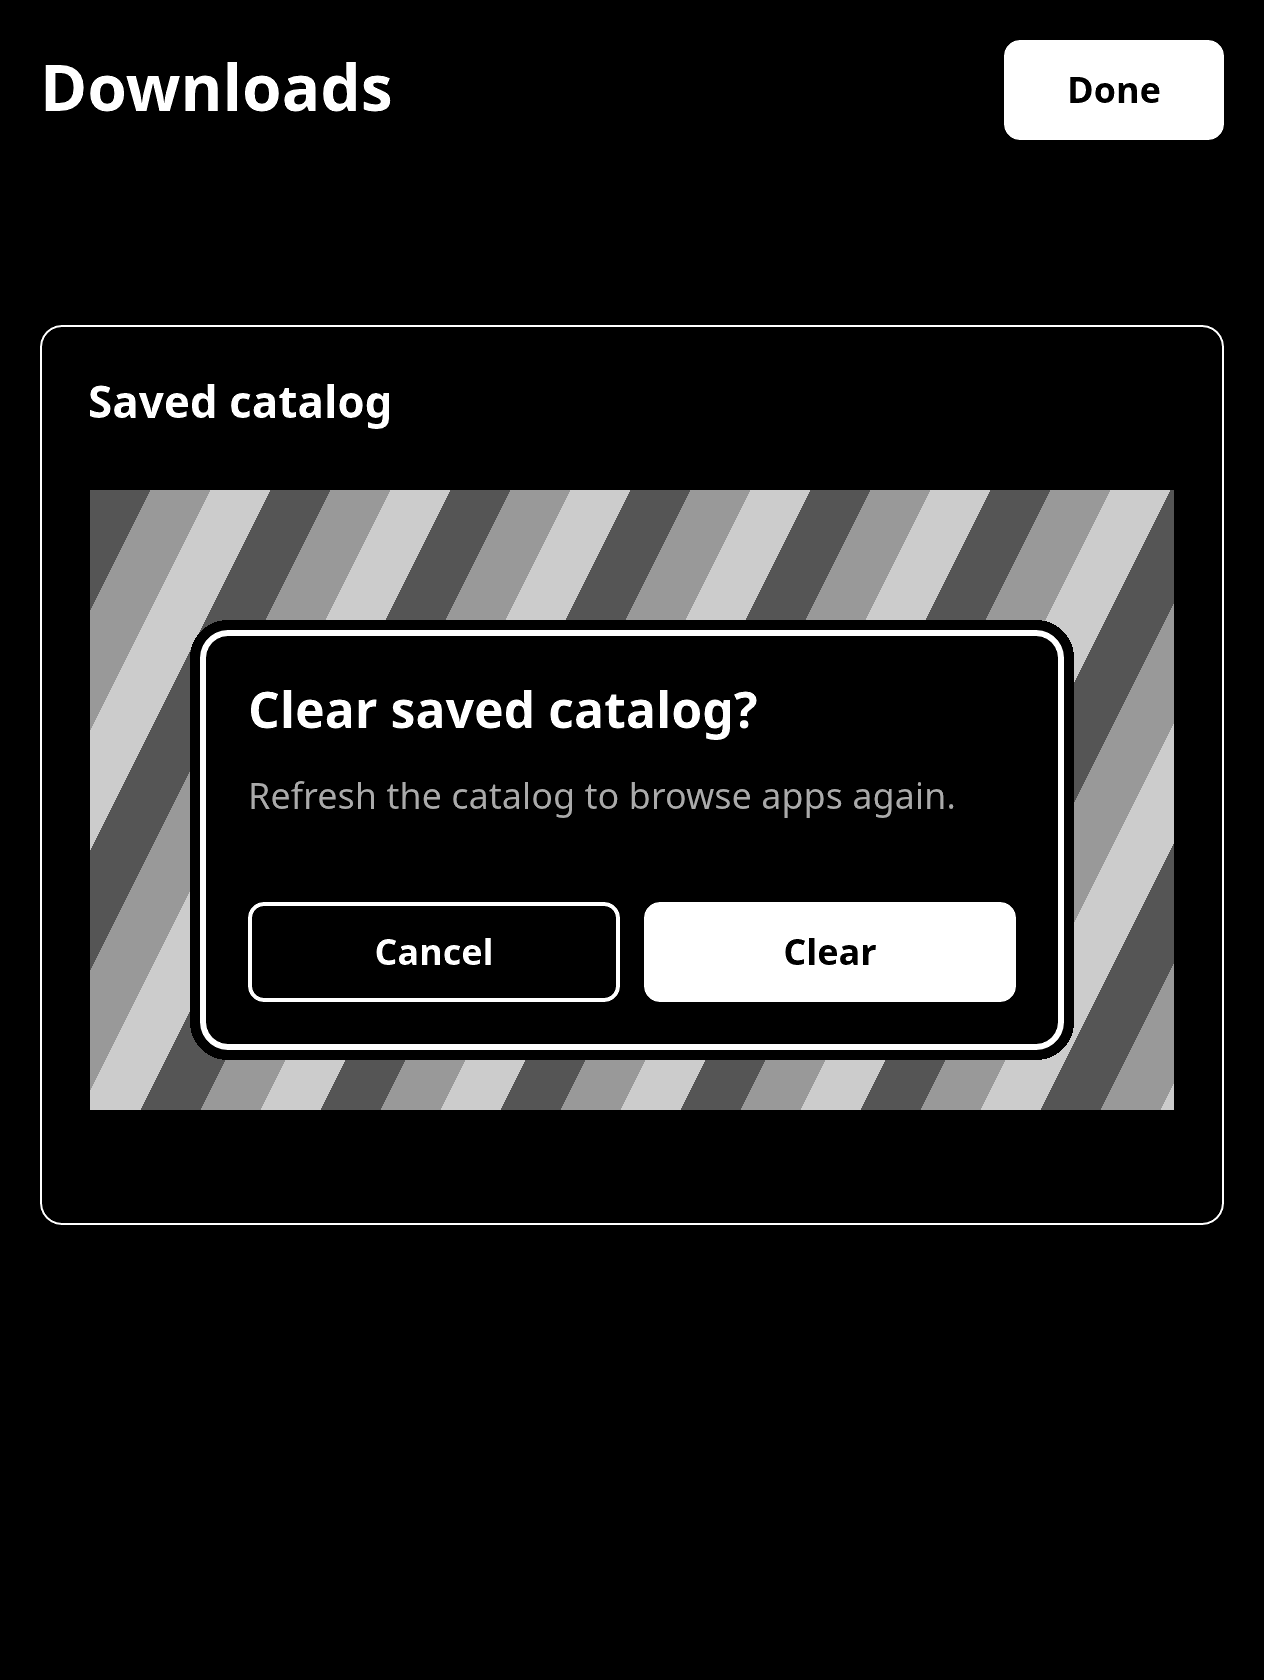 Downloads
Done
Saved catalog
Clear saved catalog?
Refresh the catalog to browse apps again.
Cancel
Clear